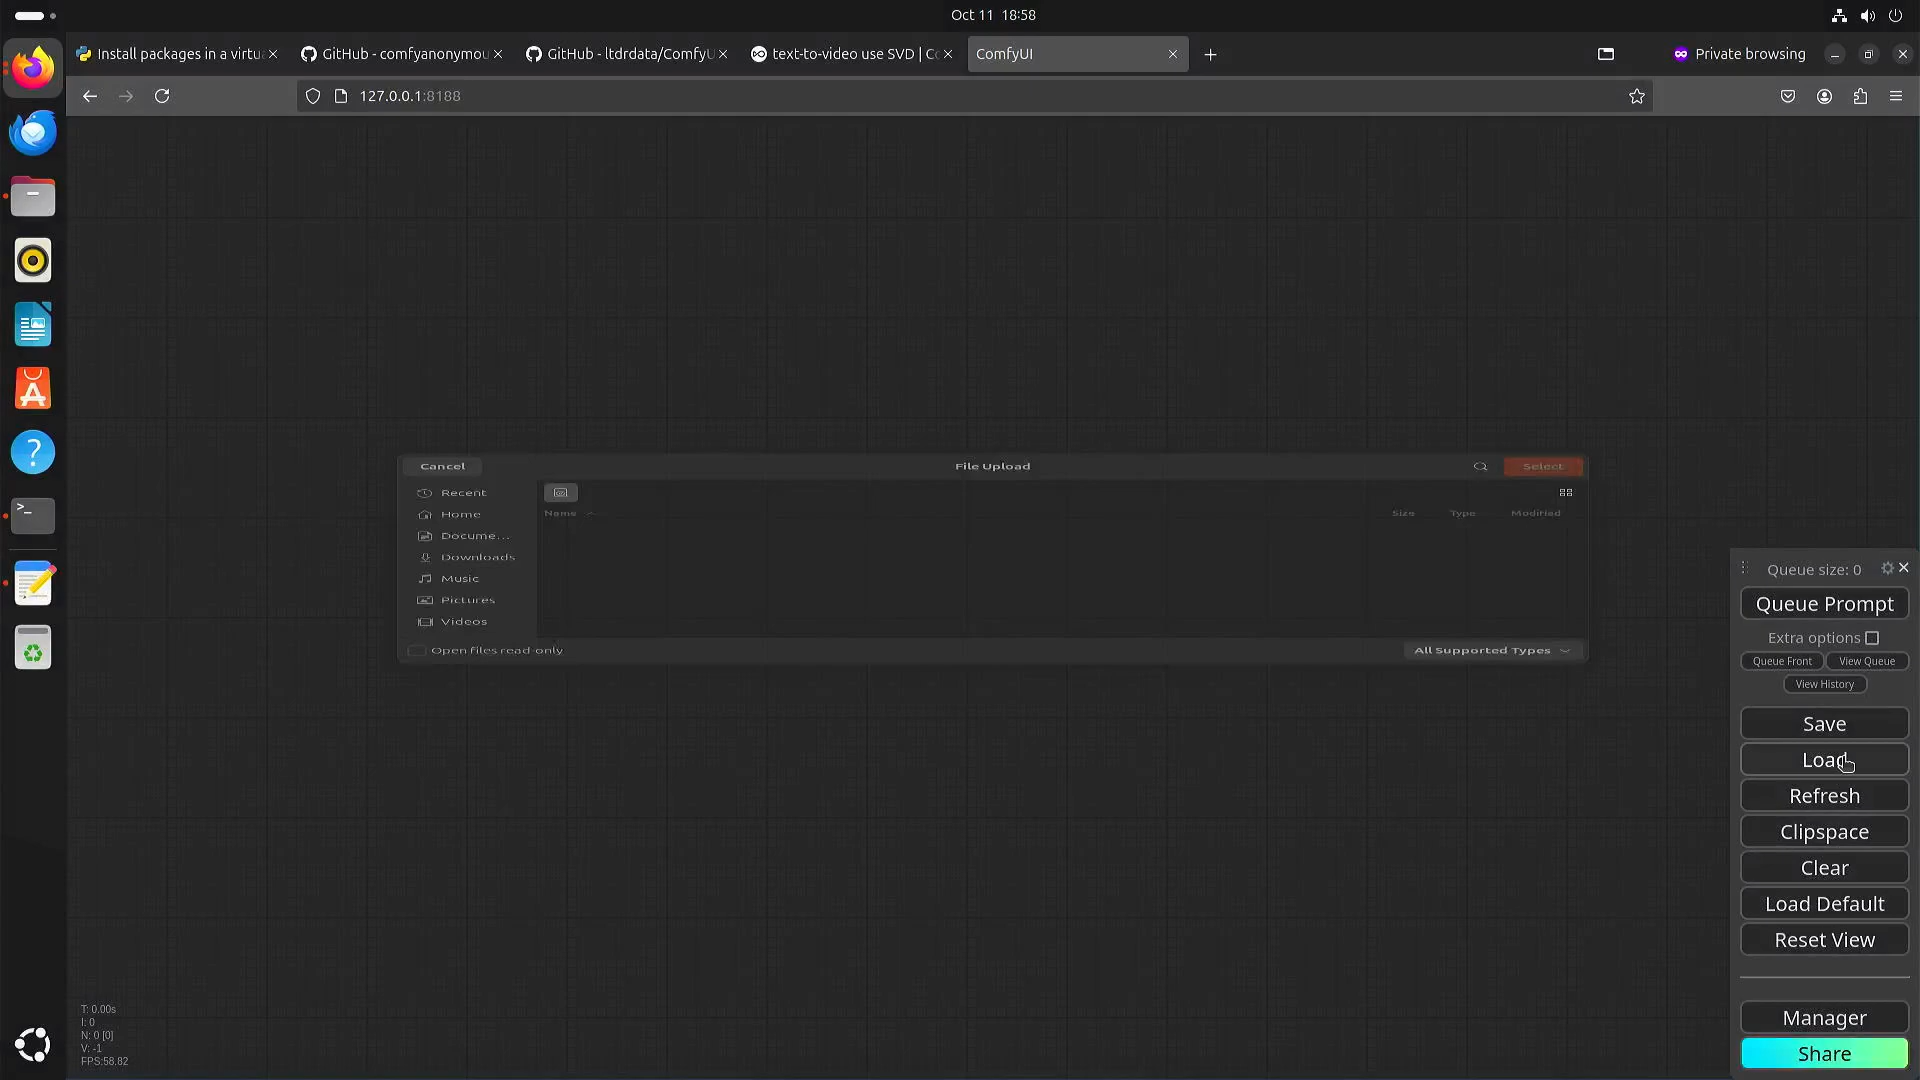 Oct 11 18:58
Install packages in a virtua
GitHub - comfyanonymou
GitHub - ltdrdata/ComfyU
text-to-video use SVD | Co
ComfyUI
Private browsing
127.0.0.1:8188
Cancel
File Upload
Select
Recent
Home
Docume...
Downloads
Music
Pictures
Videos
Name
Size
Type
Modified
Open files read-only
All Supported Types
Queue size: 0
Queue Prompt
Extra options
Queue Front
View Queue
View History
Save
Load
Refresh
Clipspace
Clear
Load Default
Reset View
Manager
Share
T: 0.00s
I: 0
N: 0 [0]
V: -1
FPS:58.82